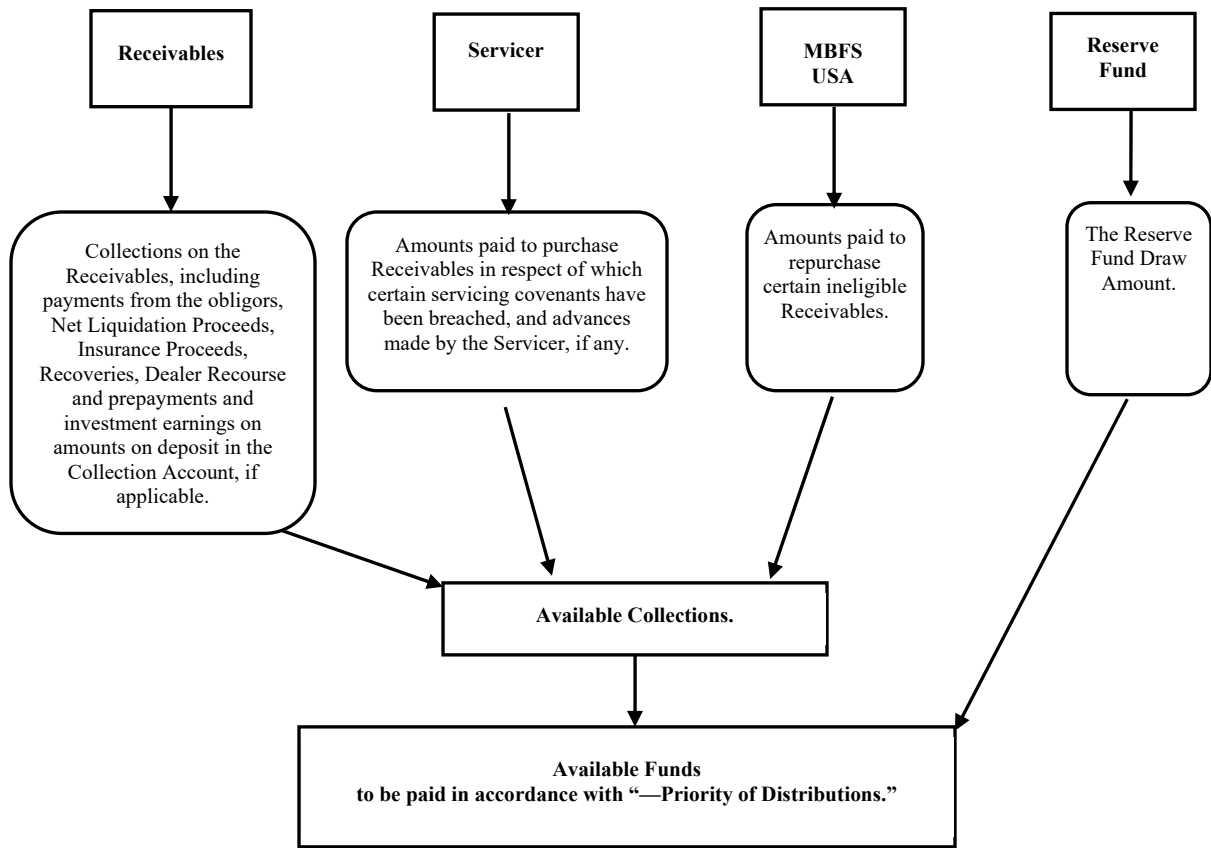 Receivables
Servicer
MBFS
USA
Reserve
Fund
Collections on the
Receivables, including
payments from the obligors,
Net Liquidation Proceeds,
Insurance Proceeds,
Recoveries, Dealer Recourse
and prepayments and
investment earnings on
amounts on deposit in the
Collection Account, if
applicable.
Amounts paid to purchase
Receivables in respect of which
certain servicing covenants have
been breached, and advances
made by the Servicer, if any.
Amounts paid to
repurchase
certain ineligible
Receivables.
The Reserve
Fund Draw
Amount.
Available Collections.
Available Funds
to be paid in accordance with “—Priority of Distributions.”